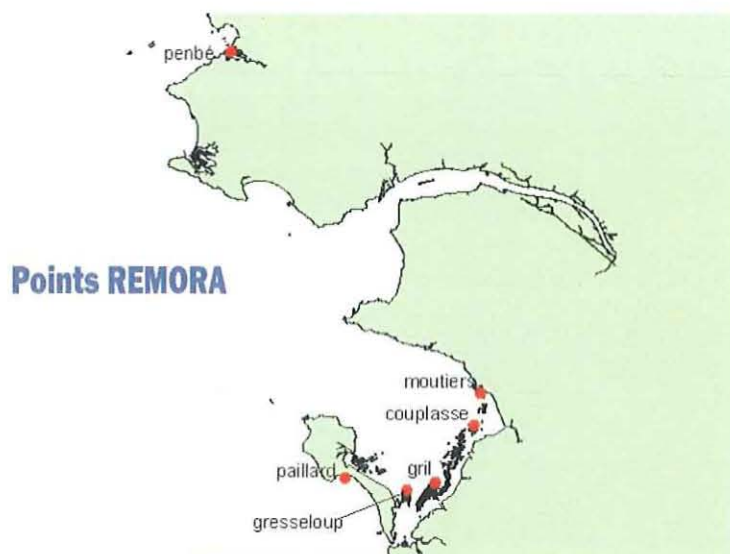 penbé
Points REMORA
moutiers
couplasse
paillard
gril
gresseloup